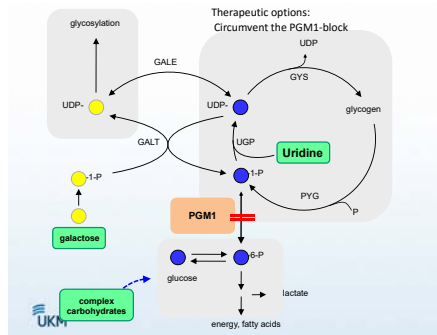 Therapeutic options:
Circumvent the PGM1-block
glycosylation
UDP
GALE
GYS
UDP-
UDP-
glycogen
GALT
UGP
Uridine
-1-P
1-P
PYG
P
PGM1
galactose
6-P
glucose
lactate
complex
carbohydrates
energy, fatty acids
UKM